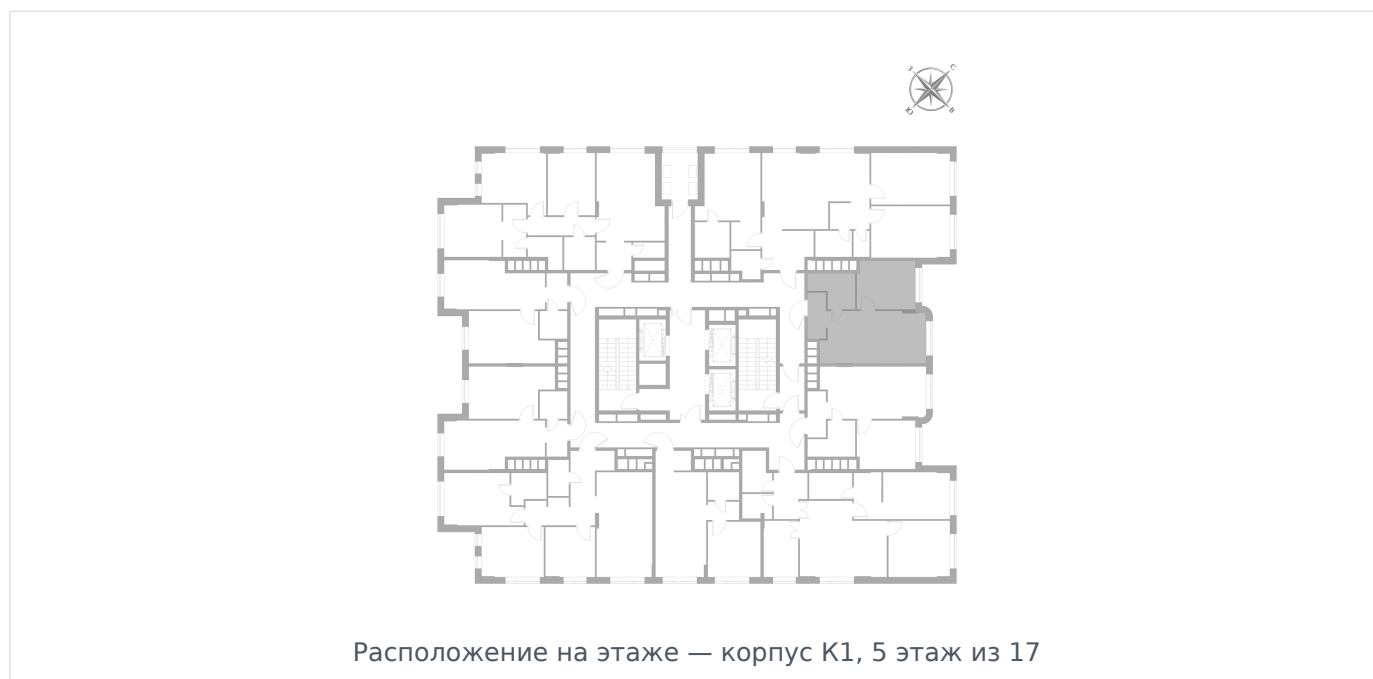 З С
Ю В
Расположение на этаже — корпус К1, 5 этаж из 17